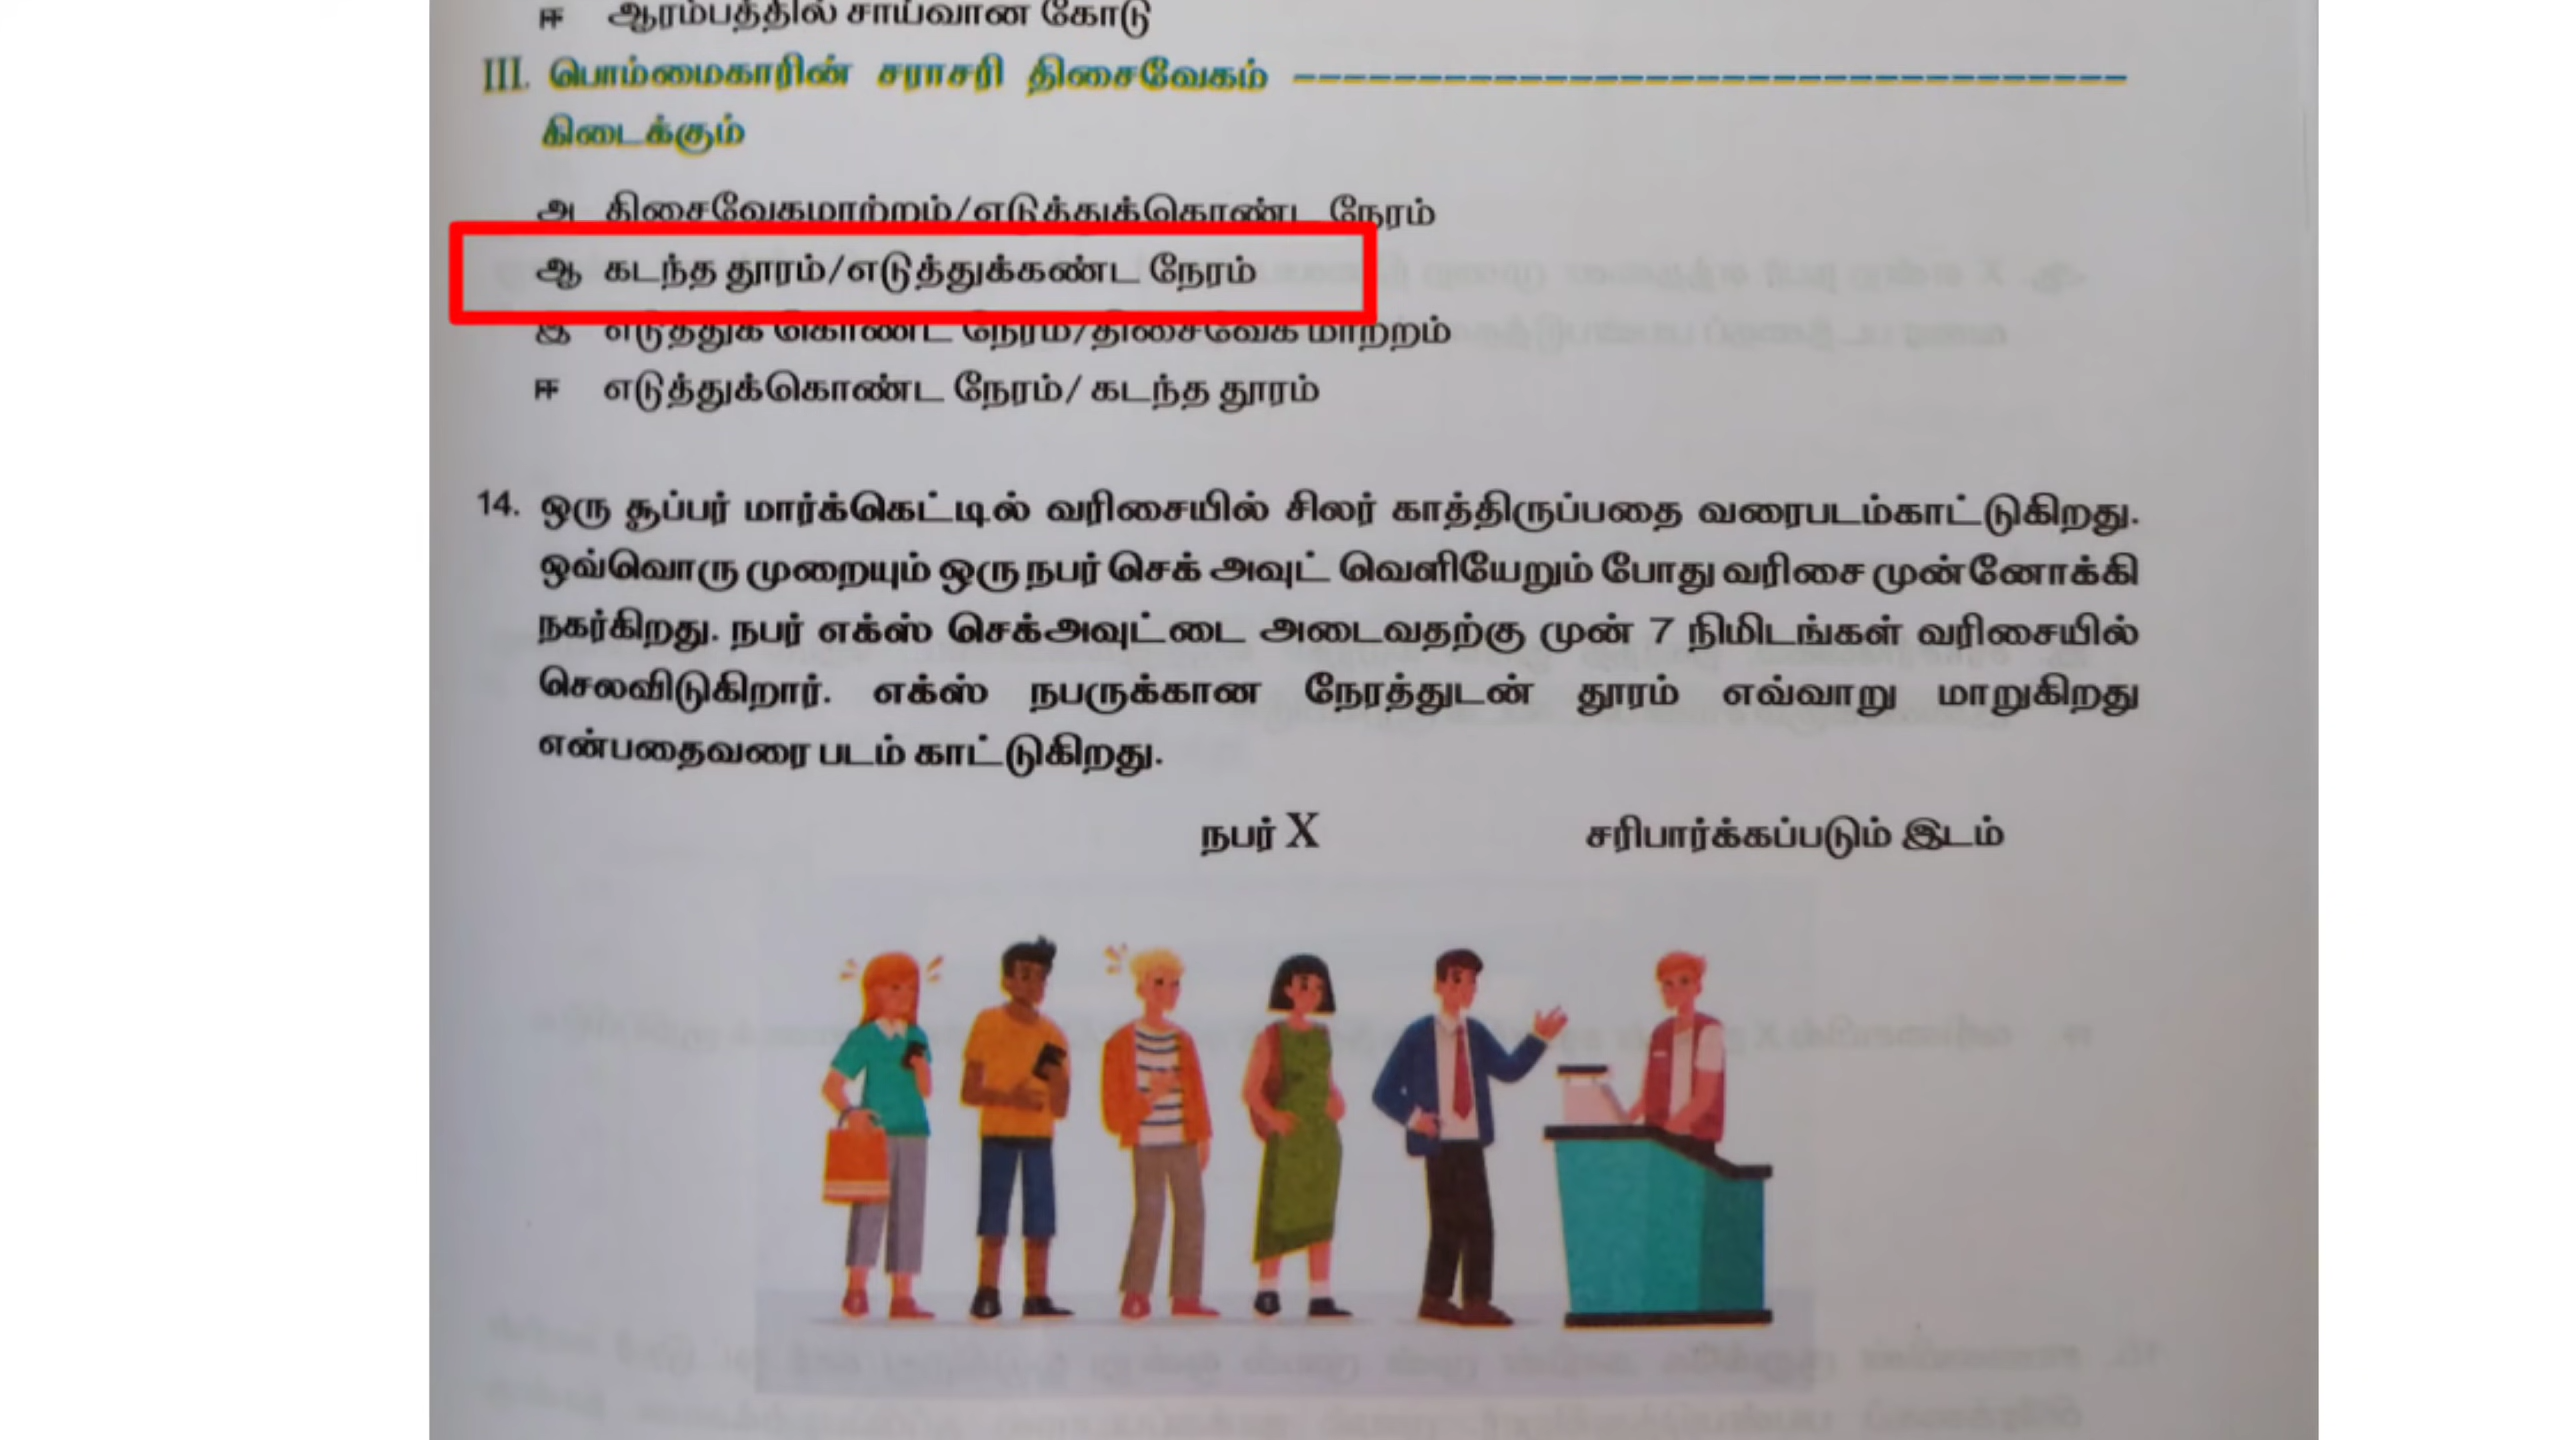 ஈ ஆரம்பத்தில் சாய்வான கோடு
III. பொம்மைகாரின் சராசரி திசைவேகம் --------------------------------
கிடைக்கும்
அ திசைவேகமாற்றம்/எடுத்துக்கொண்ட நேரம்
ஆ கடந்த தூரம்/எடுத்துக்கண்ட நேரம்
இ எடுத்துக் கொண்ட நேரம்/திசைவேக மாற்றம்
ஈ எடுத்துக்கொண்ட நேரம்/ கடந்த தூரம்
14. ஒரு சூப்பர் மார்க்கெட்டில் வரிசையில் சிலர் காத்திருப்பதை வரைபடம்காட்டுகிறது.
ஒவ்வொரு முறையும் ஒரு நபர் செக் அவுட் வெளியேறும் போது வரிசை முன்னோக்கி
நகர்கிறது. நபர் எக்ஸ் செக்அவுட்டை அடைவதற்கு முன் 7 நிமிடங்கள் வரிசையில்
செலவிடுகிறார். எக்ஸ் நபருக்கான நேரத்துடன் தூரம் எவ்வாறு மாறுகிறது
என்பதைவரை படம் காட்டுகிறது.
நபர் X சரிபார்க்கப்படும் இடம்